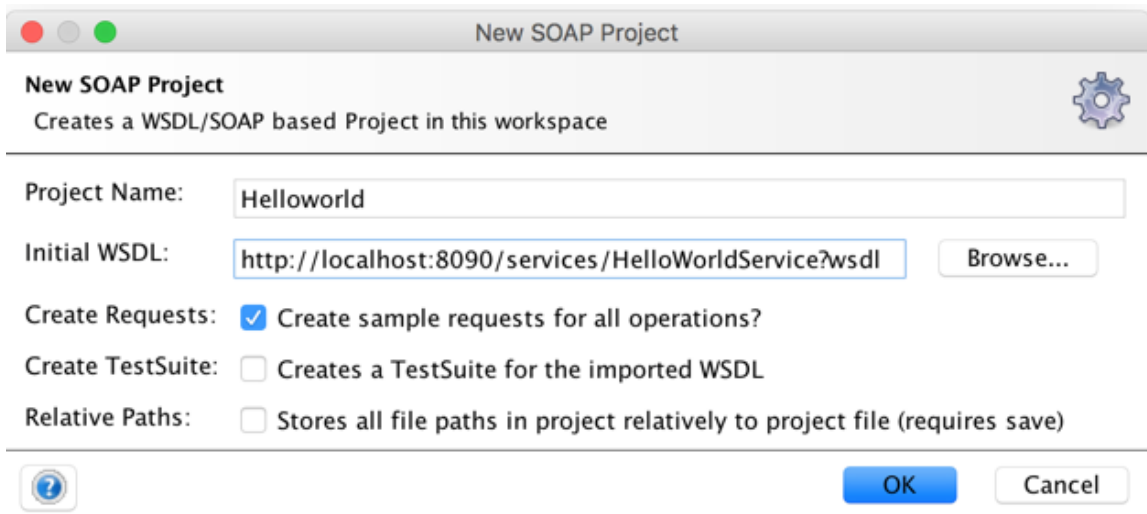 New SOAP Project
New SOAP Project
Creates a WSDL/SOAP based Project in this workspace
Project Name: Helloworld
Initial WSDL: http://localhost:8090/services/HelloWorldService?wsdl Browse...
Create Requests: Create sample requests for all operations?
Create TestSuite: Creates a TestSuite for the imported WSDL
Relative Paths: Stores all file paths in project relatively to project file (requires save)
? OK Cancel